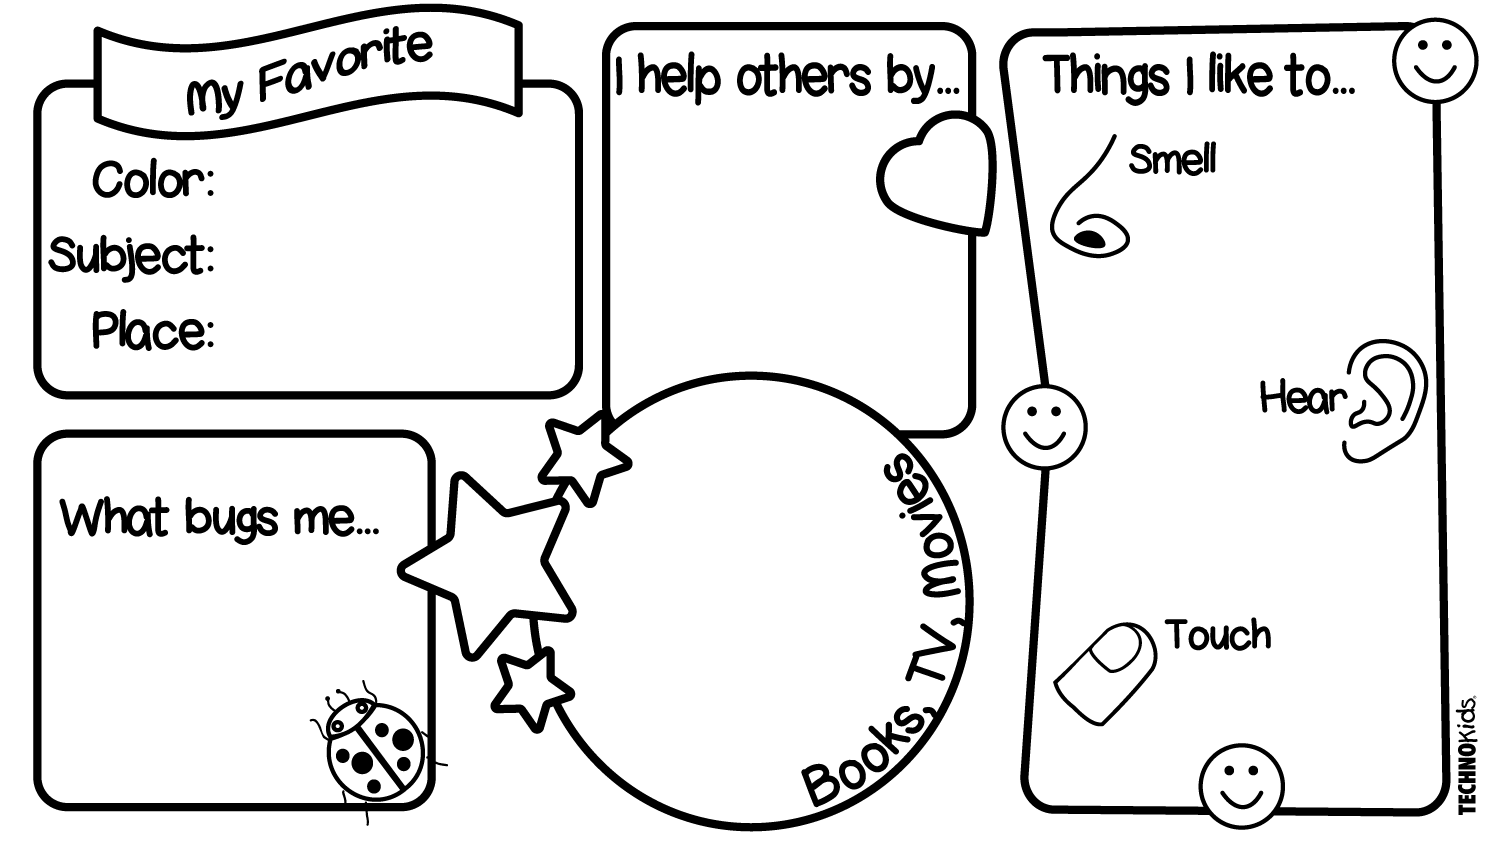 My Favorite
Color:
Subject:
Place:
I help others by...
Things I like to...
Smell
Hear
Touch
What bugs me...
Books, TV, Movies
TECHNOKids®